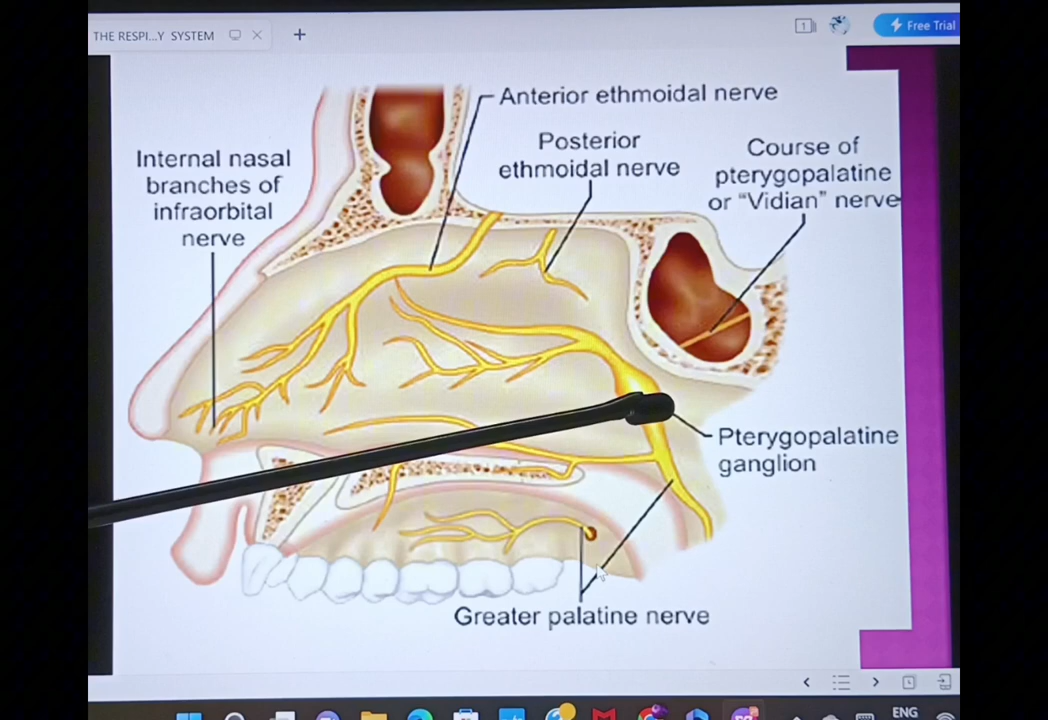 THE RESPI...Y SYSTEM
1
Free Trial
Anterior ethmoidal nerve
Posterior
ethmoidal nerve
Course of
pterygopalatine
or “Vidian” nerve
Internal nasal
branches of
infraorbital
nerve
Pterygopalatine
ganglion
Greater palatine nerve
ENG